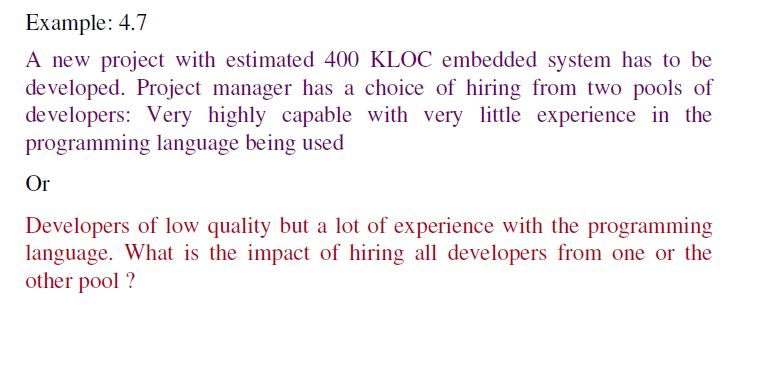 Example: 4.7
A new project with estimated 400 KLOC embedded system has to be
developed. Project manager has a choice of hiring from two pools of
developers: Very highly capable with very little experience in the
programming language being used
Or
Developers of low quality but a lot of experience with the programming
language. What is the impact of hiring all developers from one or the
other pool ?